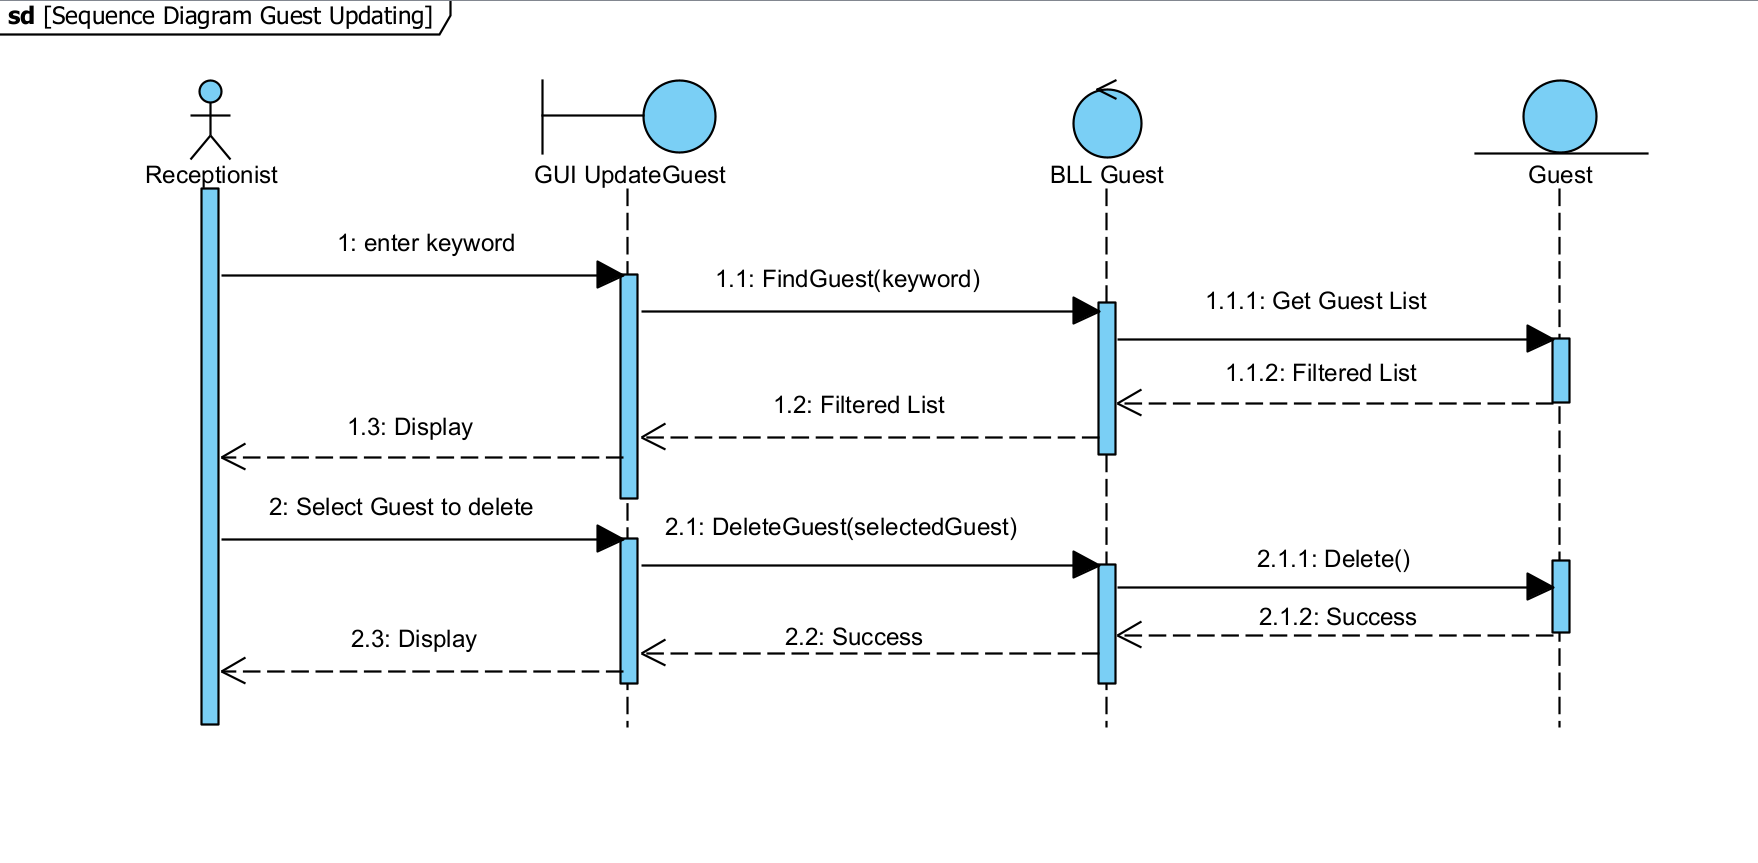 sd [Sequence Diagram Guest Updating]
Receptionist
GUI UpdateGuest
BLL Guest
Guest
1: enter keyword
1.1: FindGuest(keyword)
1.1.1: Get Guest List
1.1.2: Filtered List
1.2: Filtered List
1.3: Display
2: Select Guest to delete
2.1: DeleteGuest(selectedGuest)
2.1.1: Delete()
2.1.2: Success
2.2: Success
2.3: Display